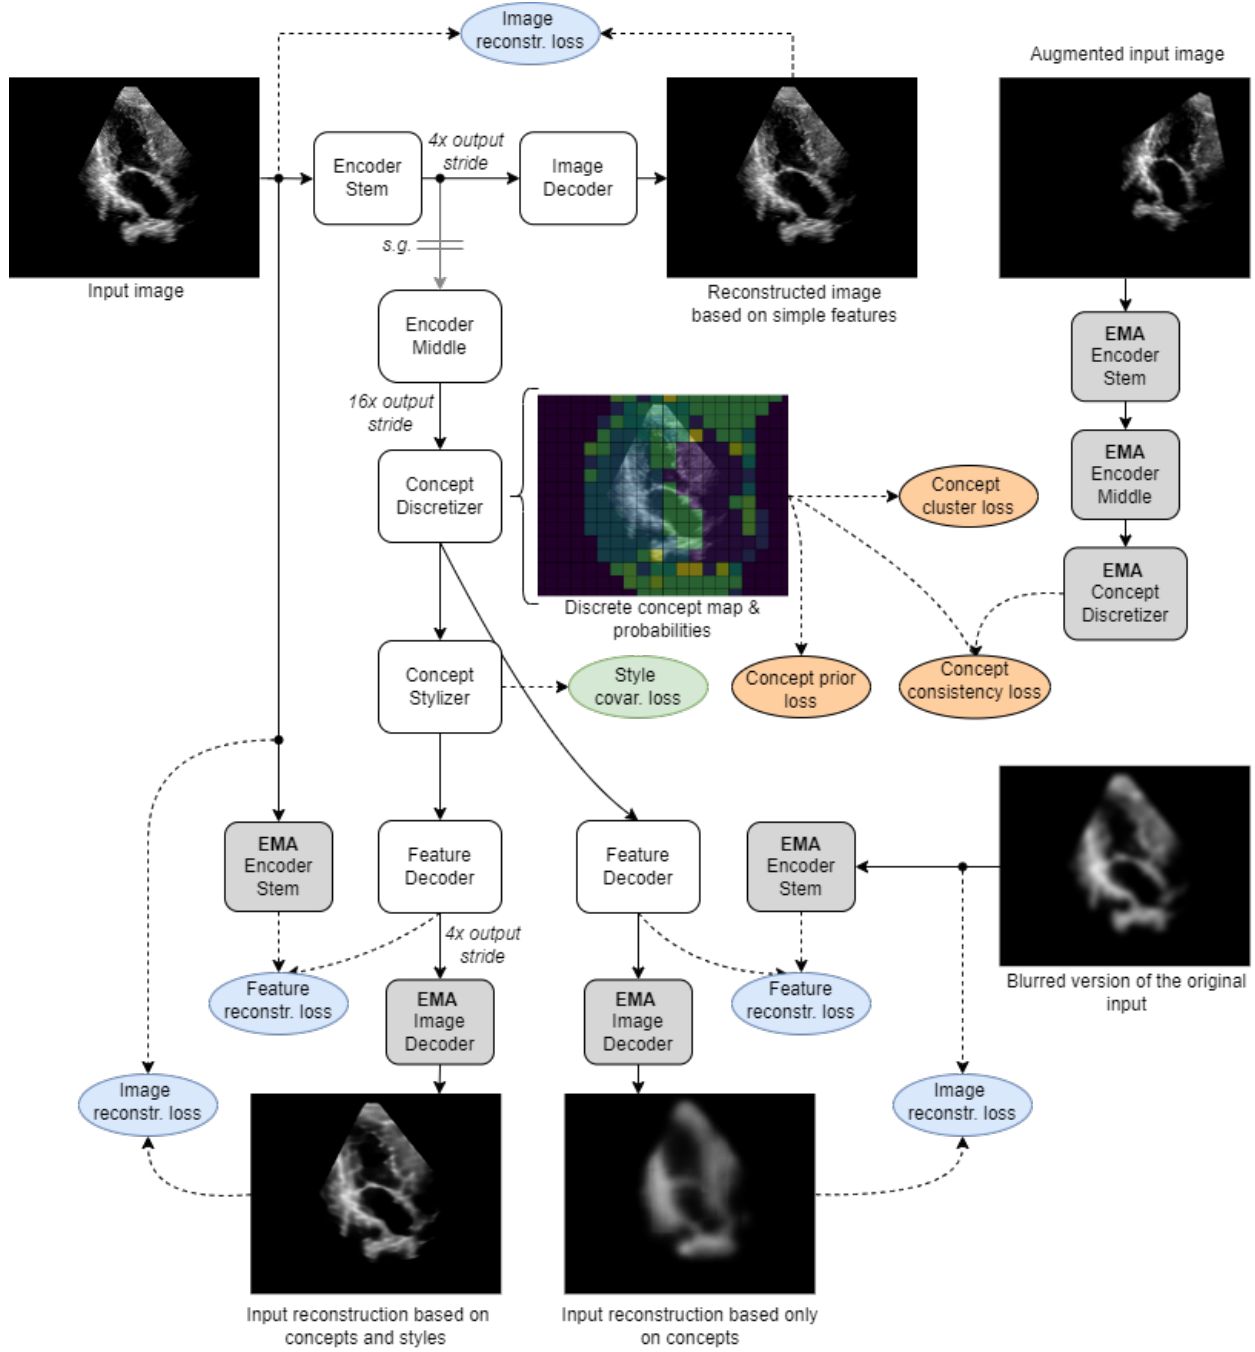 Image
reconstr. loss
Augmented input image
Encoder
Stem
4x output
stride
Image
Decoder
s.g.
Input image
Reconstructed image
based on simple features
Encoder
Middle
EMA
Encoder
Stem
16x output
stride
Concept
Discretizer
EMA
Encoder
Middle
Concept
cluster loss
EMA
Concept
Discretizer
Discrete concept map &
probabilities
Concept
Stylizer
Style
covar. loss
Concept prior
loss
Concept
consistency loss
EMA
Encoder
Stem
Feature
Decoder
Feature
Decoder
EMA
Encoder
Stem
4x output
stride
Feature
reconstr. loss
EMA
Image
Decoder
EMA
Image
Decoder
Feature
reconstr. loss
Blurred version of the original
input
Image
reconstr. loss
Image
reconstr. loss
Input reconstruction based on
concepts and styles
Input reconstruction based only
on concepts